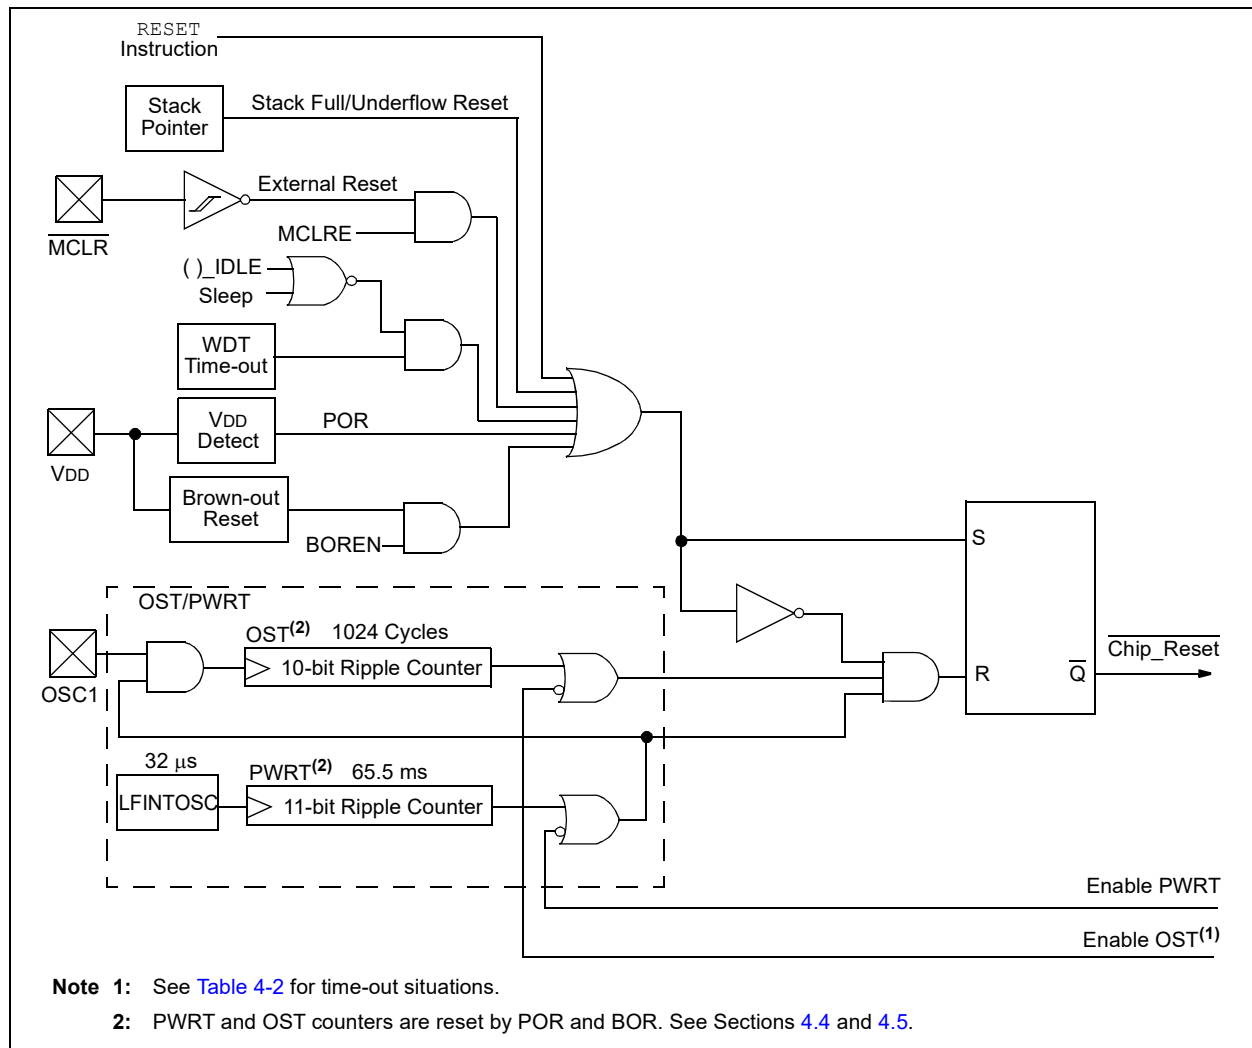 RESET
Instruction
Stack
Pointer
Stack Full/Underflow Reset
External Reset
MCLR
MCLRE
( )_IDLE
Sleep
WDT
Time-out
VDD
Detect
POR
VDD
Brown-out
Reset
BOREN
S
OST/PWRT
OST(2) 1024 Cycles
10-bit Ripple Counter
OSC1
Chip_Reset
R
Q
32 μs
PWRT(2) 65.5 ms
LFINTOSC
11-bit Ripple Counter
Enable PWRT
Enable OST(1)
Note 1: See Table 4-2 for time-out situations.
2: PWRT and OST counters are reset by POR and BOR. See Sections 4.4 and 4.5.